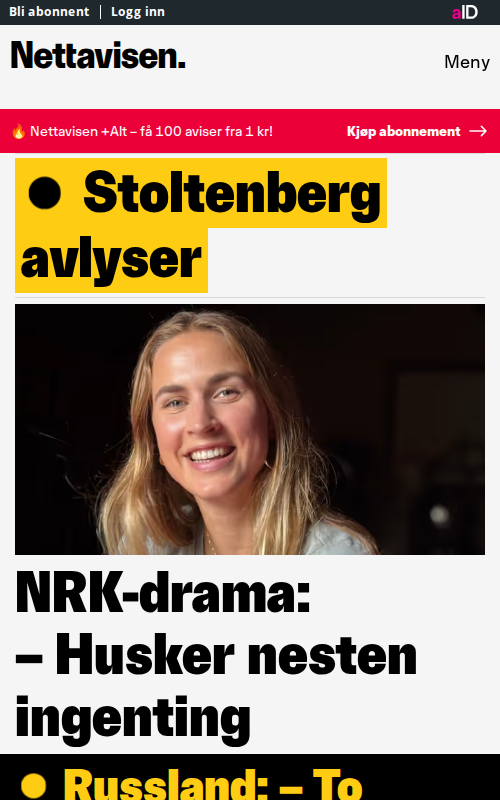 Bli abonnent | Logg inn
aID
Nettavisen.
Meny
🔥 Nettavisen +Alt – få 100 aviser fra 1 kr!
Kjøp abonnement →
● Stoltenberg
avlyser
NRK-drama:
– Husker nesten
ingenting
● Russland: – To